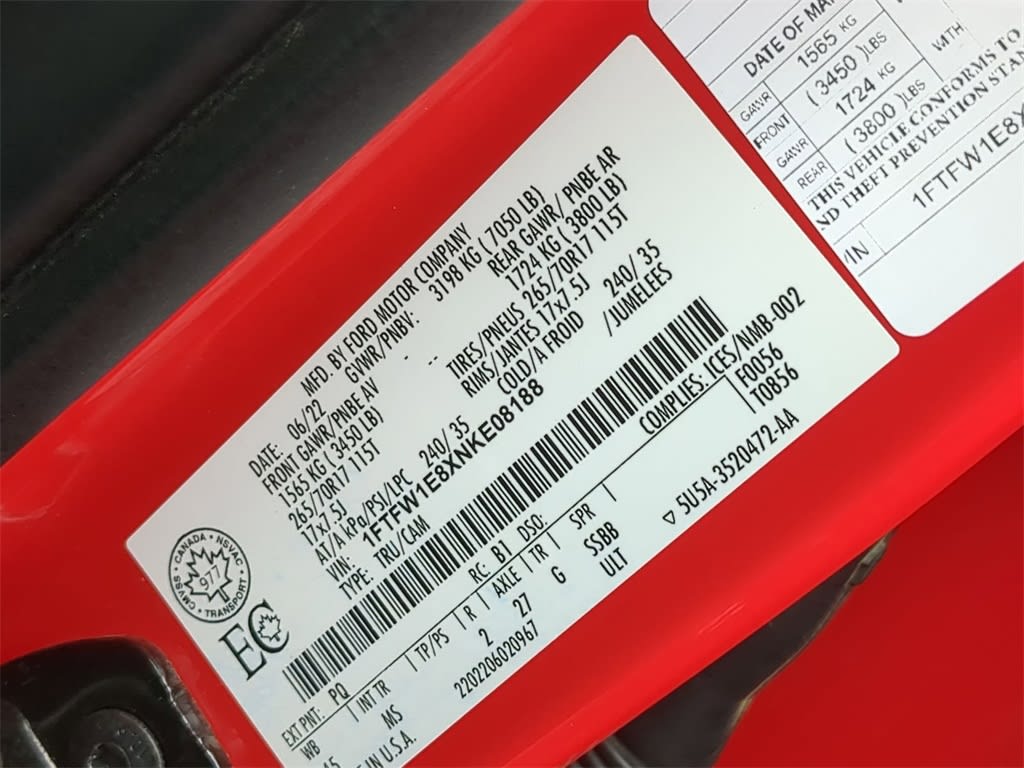 MFD. BY FORD MOTOR COMPANY
DATE: 06/22 GVWR/PNBV: 3198 KG ( 7050 LB)
FRONT GAWR/PNBE AV REAR GAWR/ PNBE AR
1565 KG ( 3450 LB) 1724 KG ( 3800 LB)
265/70R17 115T TIRES/PNEUS 265/70R17 115T
17x7.5J RIMS/JANTES 17x7.5J
AT/A kPa/PSI/LPC 240/ 35 COLD/A FROID 240/ 35
VIN: 1FTFW1E8XNKE08188 /JUMELEES
TYPE: TRU/CAM
COMPLIES: ICES/NMB-002
EXT PNT: PQ RC: B1 DSO: F0056
T0856
WB INT TR TP/PS R AXLE TR SPR
MS 2 27 G SSBB
ULT
2202206020967
5U5A-3520472-AA
IN U.S.A.
CANADA • NSVAC
977
CMVSS • TRANSPORT
EC
DATE OF
GAWR FRONT 1565 KG
( 3450 )LBS
GAWR REAR 1724 KG
( 3800 )LBS WITH
THIS VEHICLE CONFORMS TO
THEFT PREVENTION
1FTFW1E8X